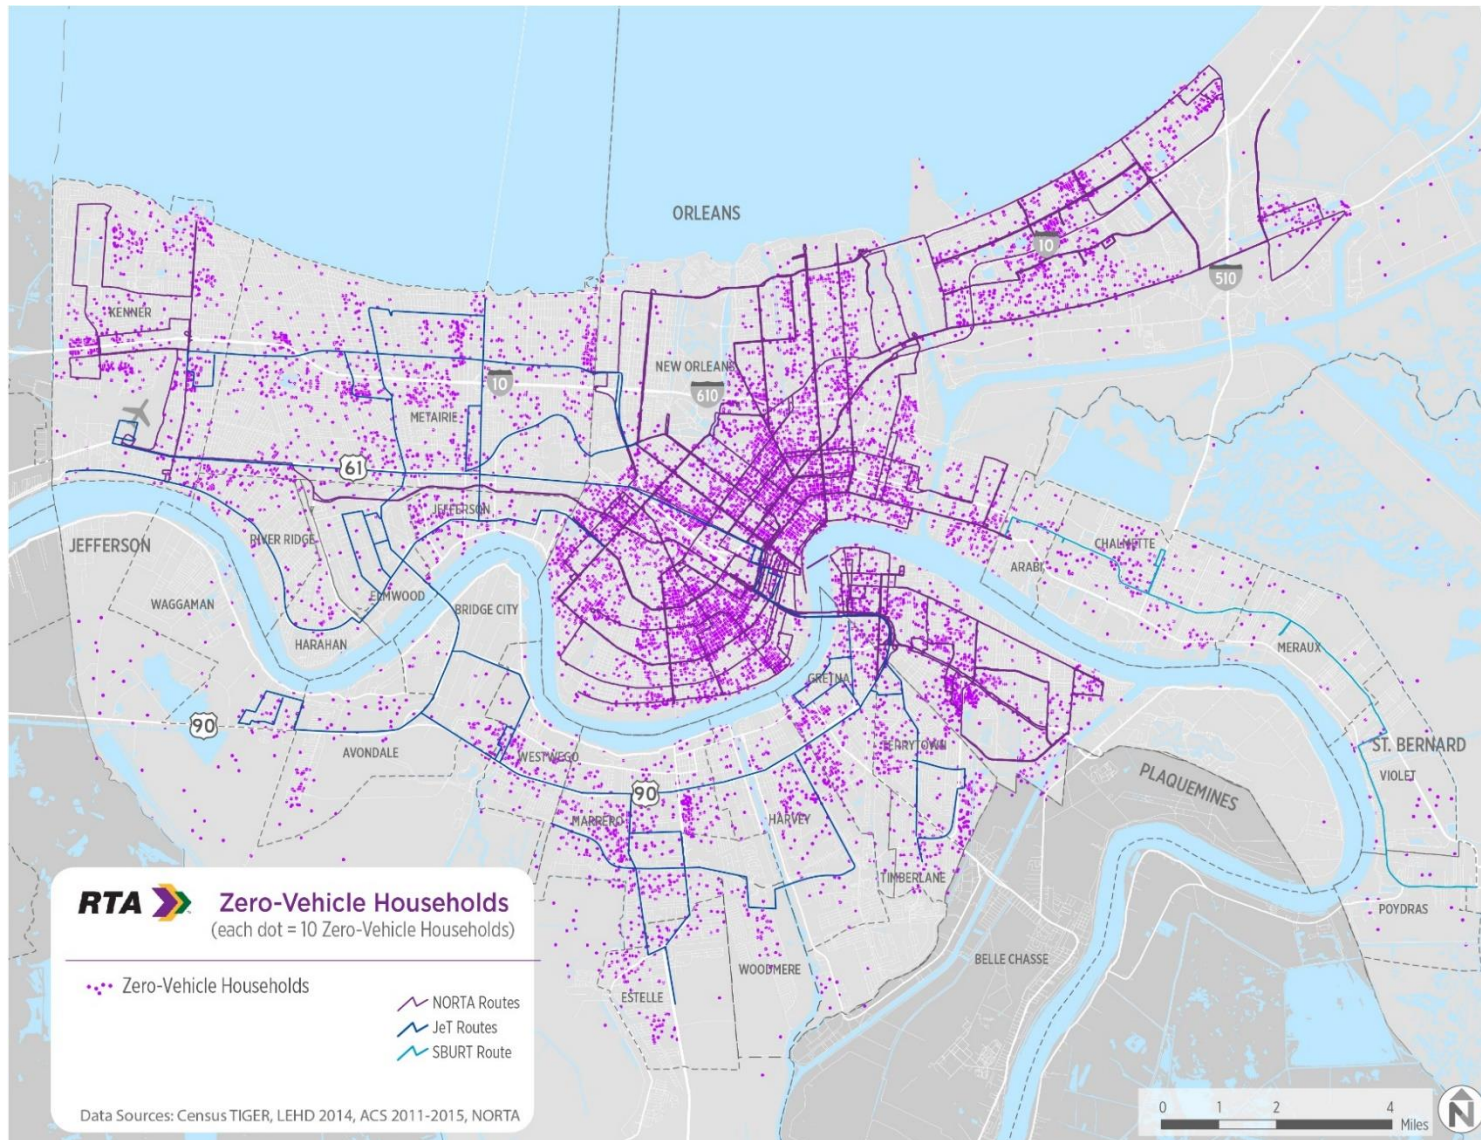 ORLEANS
10
510
KENNER
NEW ORLEANS
610
10
METAIRIE
61
JEFFERSON
JEFFERSON
RIVER RIDGE
CHALMETTE
ARABI
WAGGAMAN
ELMWOOD
BRIDGE CITY
HARAHAN
MERAUX
GRETNA
90
AVONDALE
WESTWEGO
TERRYTOWN
ST. BERNARD
VIOLET
PLAQUEMINES
90
MARRERO
HARVEY
TIMBERLANE
POYDRAS
BELLE CHASSE
WOODMERE
ESTELLE
RTA
Zero-Vehicle Households
(each dot = 10 Zero-Vehicle Households)
Zero-Vehicle Households
NORTA Routes
JeT Routes
SBURT Route
Data Sources: Census TIGER, LEHD 2014, ACS 2011-2015, NORTA
0 1 2 4
Miles
N